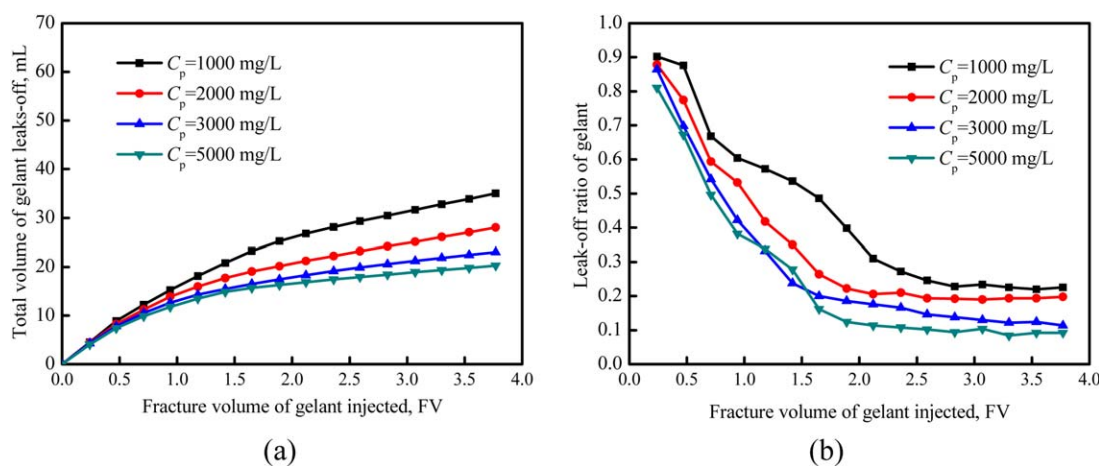 70
60
50
40
30
20
10
0
Total volume of gelant leaks-off, mL
Cp=1000 mg/L
Cp=2000 mg/L
Cp=3000 mg/L
Cp=5000 mg/L
0.0 0.5 1.0 1.5 2.0 2.5 3.0 3.5 4.0
Fracture volume of gelant injected, FV
(a)
0.9
0.8
0.7
0.6
0.5
0.4
0.3
0.2
0.1
0.0
1.0
Leak-off ratio of gelant
Cp=1000 mg/L
Cp=2000 mg/L
Cp=3000 mg/L
Cp=5000 mg/L
0.0 0.5 1.0 1.5 2.0 2.5 3.0 3.5 4.0
Fracture volume of gelant injected, FV
(b)